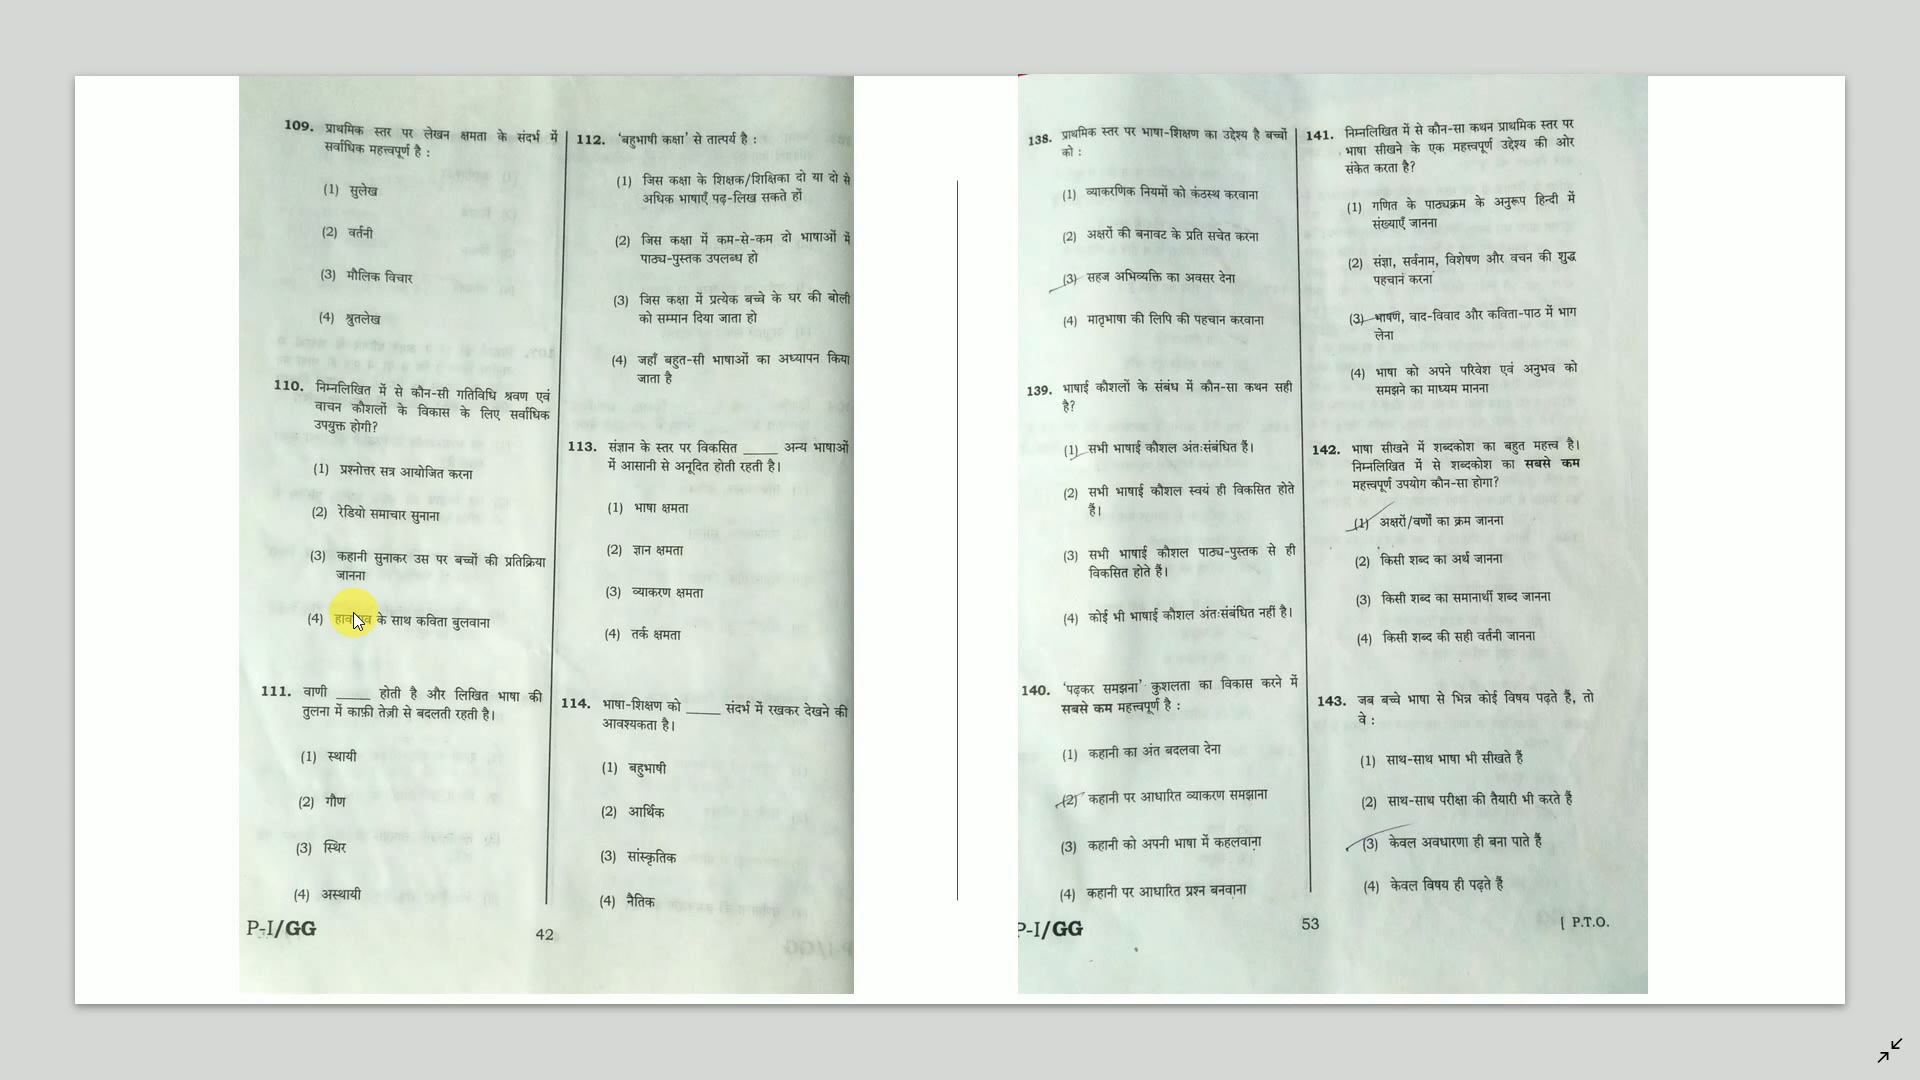 109. प्राथमिक स्तर पर लेखन क्षमता के संदर्भ में
सर्वाधिक महत्त्वपूर्ण है :
(1) सुलेख
(2) वर्तनी
(3) मौलिक विचार
(4) श्रुतलेख
110. निम्नलिखित में से कौन-सी गतिविधि श्रवण एवं
वाचन कौशलों के विकास के लिए सर्वाधिक
उपयुक्त होगी?
(1) प्रश्नोत्तर सत्र आयोजित करना
(2) रेडियो समाचार सुनाना
(3) कहानी सुनाकर उस पर बच्चों की प्रतिक्रिया
जानना
(4) के साथ कविता बुलवाना
111. वाणी _____ होती है और लिखित भाषा की
तुलना में काफ़ी तेज़ी से बदलती रहती है।
(1) स्थायी
(2) गौण
(3) स्थिर
(4) अस्थायी
P-I/GG
42
112. ‘बहुभाषी कक्षा’ से तात्पर्य है :
(1) जिस कक्षा के शिक्षक/शिक्षिका दो या दो से
अधिक भाषाएँ पढ़-लिख सकते हों
(2) जिस कक्षा में कम-से-कम दो भाषाओं में
पाठ्य-पुस्तक उपलब्ध हो
(3) जिस कक्षा में प्रत्येक बच्चे के घर की बोली
को सम्मान दिया जाता हो
(4) जहाँ बहुत-सी भाषाओं का अध्यापन किया
जाता है
113. संज्ञान के स्तर पर विकसित _____ अन्य भाषाओं
में आसानी से अनूदित होती रहती है।
(1) भाषा क्षमता
(2) ज्ञान क्षमता
(3) व्याकरण क्षमता
(4) तर्क क्षमता
114. भाषा-शिक्षण को _____ संदर्भ में रखकर देखने की
आवश्यकता है।
(1) बहुभाषी
(2) आर्थिक
(3) सांस्कृतिक
(4) नैतिक
138. प्राथमिक स्तर पर भाषा-शिक्षण का उद्देश्य है बच्चों
को :
(1) व्याकरणिक नियमों को कंठस्थ करवाना
(2) अक्षरों की बनावट के प्रति सचेत करना
(3) सहज अभिव्यक्ति का अवसर देना
(4) मातृभाषा की लिपि की पहचान करवाना
139. भाषाई कौशलों के संबंध में कौन-सा कथन सही
है?
(1) सभी भाषाई कौशल अंतःसंबंधित हैं।
(2) सभी भाषाई कौशल स्वयं ही विकसित होते
हैं।
(3) सभी भाषाई कौशल पाठ्य-पुस्तक से ही
विकसित होते हैं।
(4) कोई भी भाषाई कौशल अंतःसंबंधित नहीं है।
140. ‘पढ़कर समझना’ कुशलता का विकास करने में
सबसे कम महत्त्वपूर्ण है :
(1) कहानी का अंत बदलवा देना
(2) कहानी पर आधारित व्याकरण समझाना
(3) कहानी को अपनी भाषा में कहलवाना
(4) कहानी पर आधारित प्रश्न बनवाना
P-I/GG
53
141. निम्नलिखित में से कौन-सा कथन प्राथमिक स्तर पर
भाषा सीखने के एक महत्त्वपूर्ण उद्देश्य की ओर
संकेत करता है?
(1) गणित के पाठ्यक्रम के अनुरूप हिन्दी में
संख्याएँ जानना
(2) संज्ञा, सर्वनाम, विशेषण और वचन की शुद्ध
पहचान करना
(3) भाषण, वाद-विवाद और कविता-पाठ में भाग
लेना
(4) भाषा को अपने परिवेश एवं अनुभव को
समझने का माध्यम मानना
142. भाषा सीखने में शब्दकोश का बहुत महत्त्व है।
निम्नलिखित में से शब्दकोश का सबसे कम
महत्त्वपूर्ण उपयोग कौन-सा होगा?
(1) अक्षरों/वर्णों का क्रम जानना
(2) किसी शब्द का अर्थ जानना
(3) किसी शब्द का समानार्थी शब्द जानना
(4) किसी शब्द की सही वर्तनी जानना
143. जब बच्चे भाषा से भिन्न कोई विषय पढ़ते हैं, तो
वे :
(1) साथ-साथ भाषा भी सीखते हैं
(2) साथ-साथ परीक्षा की तैयारी भी करते हैं
(3) केवल अवधारणा ही बना पाते हैं
(4) केवल विषय ही पढ़ते हैं
[ P.T.O.